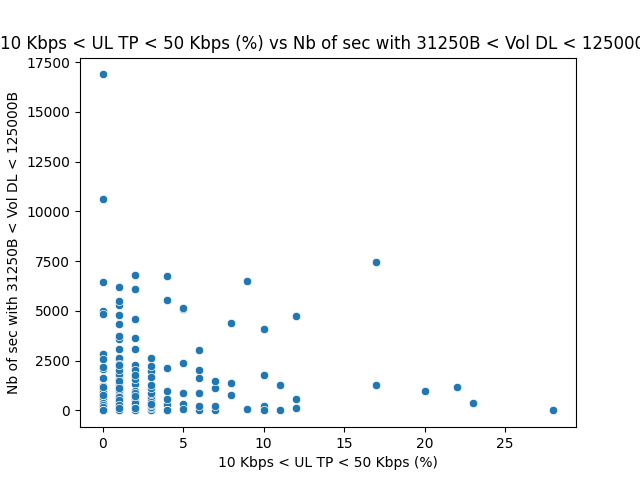 10 Kbps < UL TP < 50 Kbps (%) vs Nb of sec with 31250B < Vol DL < 125000
17500
15000
12500
10000
7500
5000
2500
0
Nb of sec with 31250B < Vol DL < 125000B
0 5 10 15 20 25
10 Kbps < UL TP < 50 Kbps (%)